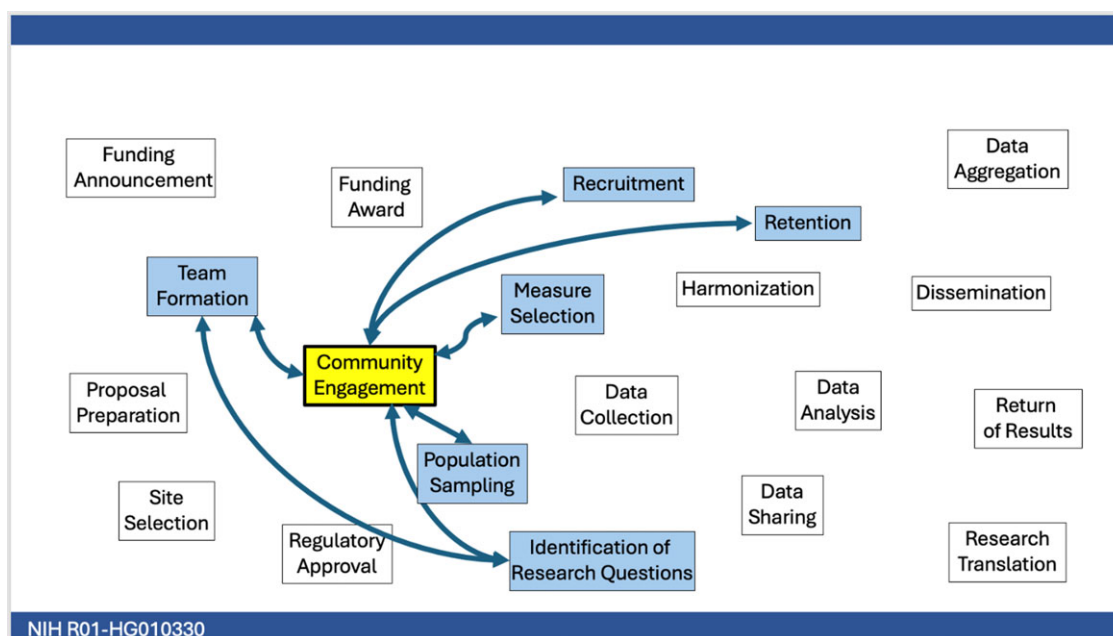 Funding
Announcement
Funding
Award
Recruitment
Data
Aggregation
Retention
Team
Formation
Measure
Selection
Harmonization
Dissemination
Community
Engagement
Proposal
Preparation
Data
Collection
Data
Analysis
Return
of Results
Population
Sampling
Site
Selection
Data
Sharing
Regulatory
Approval
Identification of
Research Questions
Research
Translation
NIH R01-HG010330